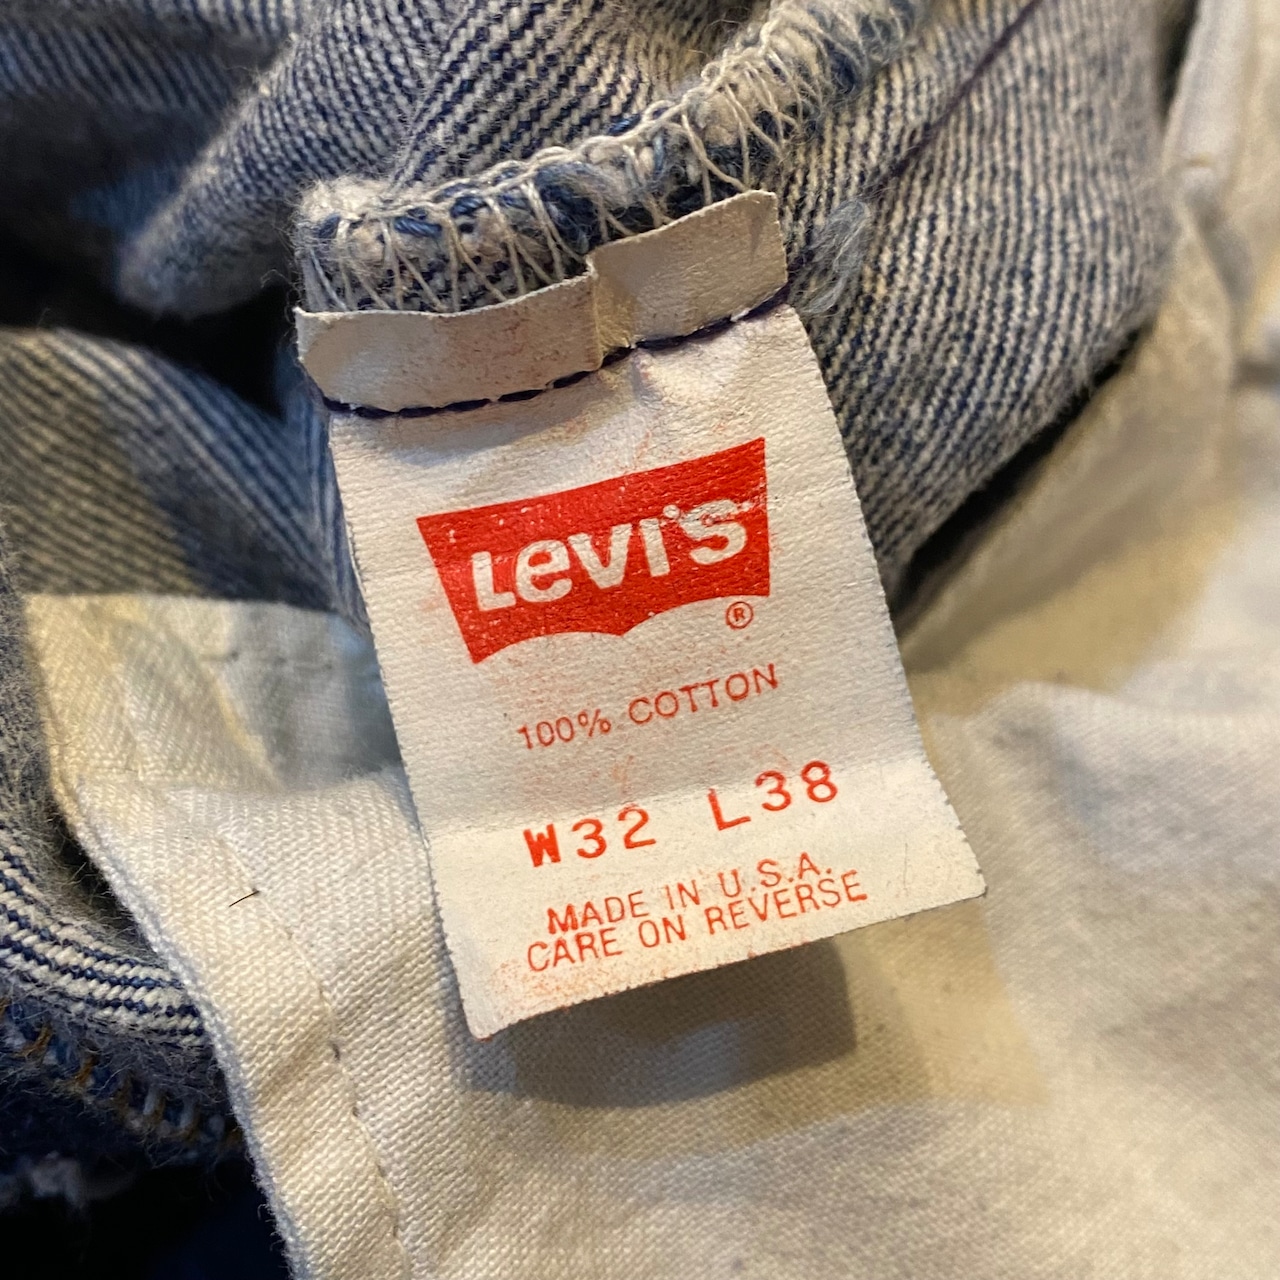 Levi's
®
100% COTTON
W32 L38
MADE IN U.S.A.
CARE ON REVERSE